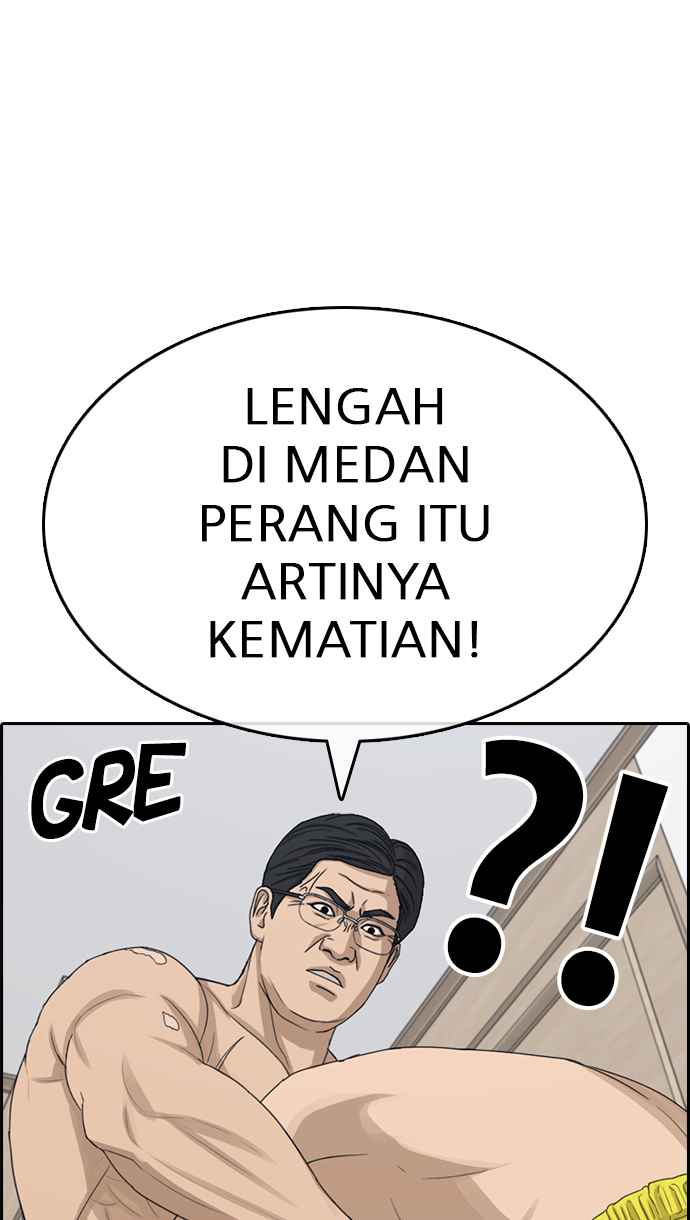 LENGAH
DI MEDAN
PERANG ITU
ARTINYA
KEMATIAN!
GRE
?!